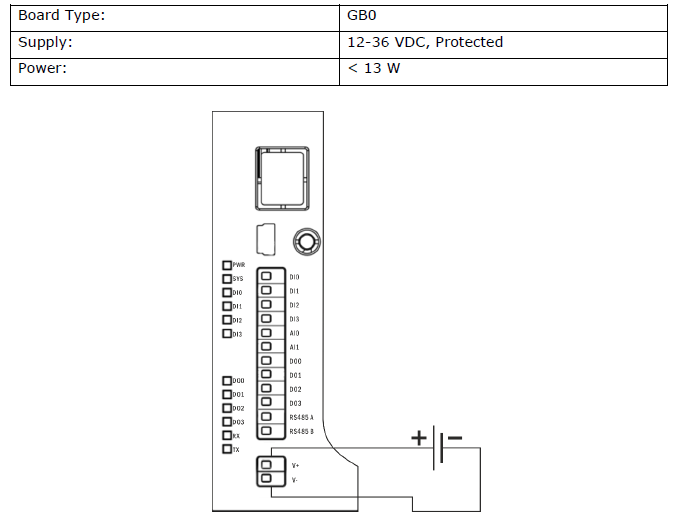 Board Type: GB0
Supply: 12-36 VDC, Protected
Power: < 13 W
PWR
SYS
DI0
DI1
DI2
DI3
DO0
DO1
DO2
DO3
RX
TX
DI0
DI1
DI2
DI3
AI0
AI1
DO0
DO1
DO2
DO3
RS485 A
RS485 B
V+
V-
+ −